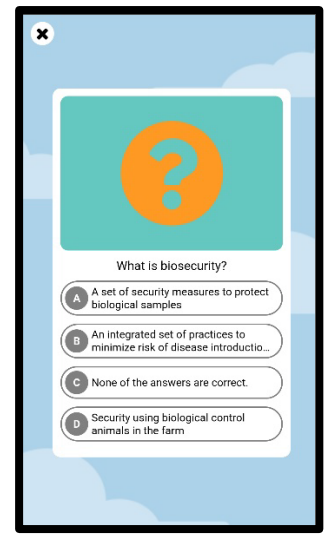 What is biosecurity?
A
A set of security measures to protect
biological samples
B
An integrated set of practices to
minimize risk of disease introductio...
C
None of the answers are correct.
D
Security using biological control
animals in the farm